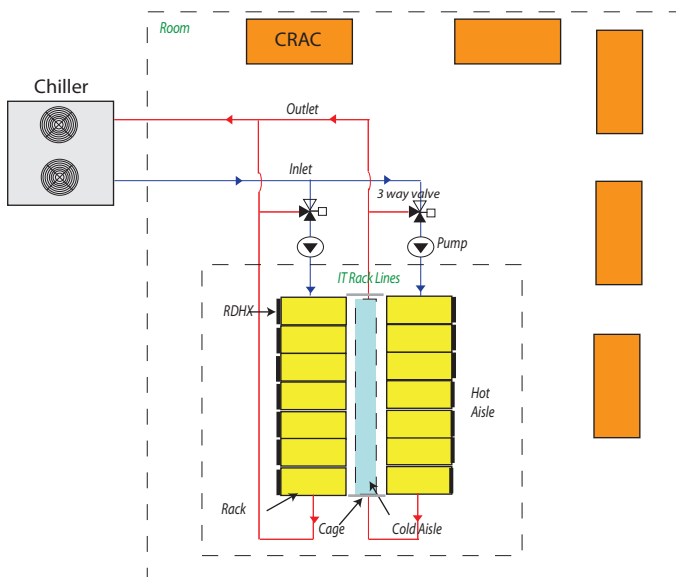 Room
CRAC
Chiller
Outlet
Inlet
3 way valve
Pump
IT Rack Lines
RDHX
Hot
Aisle
Rack
Cage
Cold Aisle